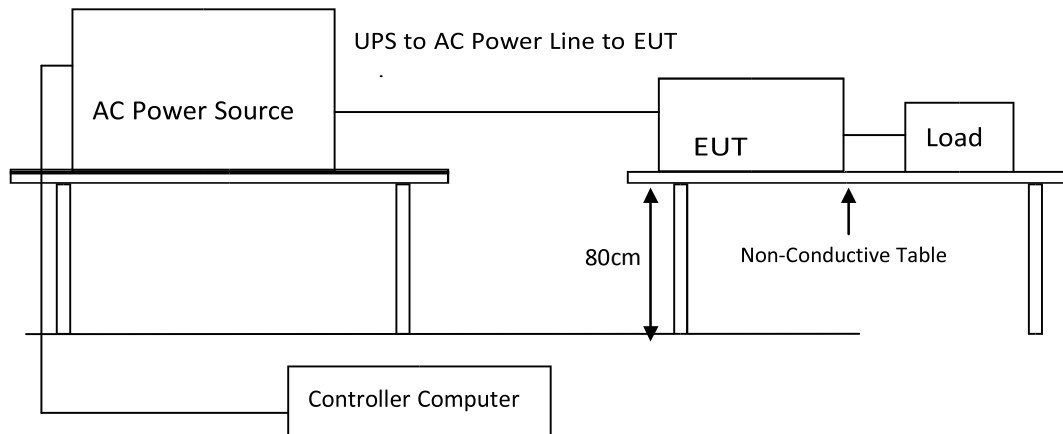 UPS to AC Power Line to EUT
AC Power Source
EUT
Load
80cm
Non-Conductive Table
Controller Computer